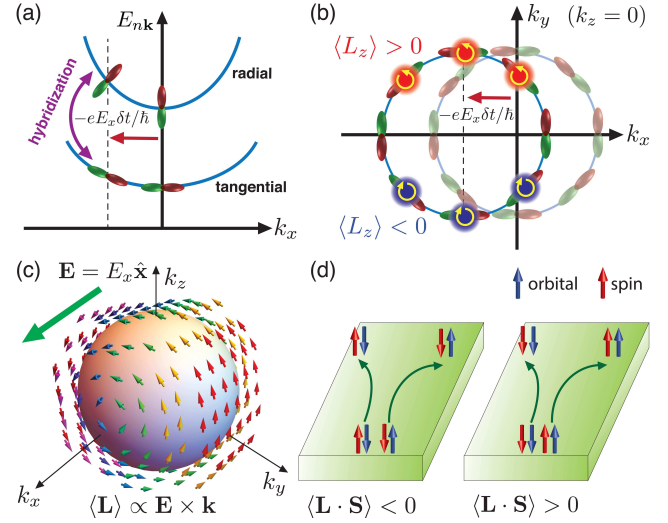 (a)
E_{nk}
radial
hybridization
−eE_xδt/ħ
tangential
k_x
(b)
k_y
(k_z = 0)
⟨L_z⟩ > 0
−eE_xδt/ħ
k_x
⟨L_z⟩ < 0
(c)
E = E_x x̂
k_z
k_x
k_y
⟨L⟩ ∝ E × k
(d)
orbital
spin
⟨L · S⟩ < 0
⟨L · S⟩ > 0